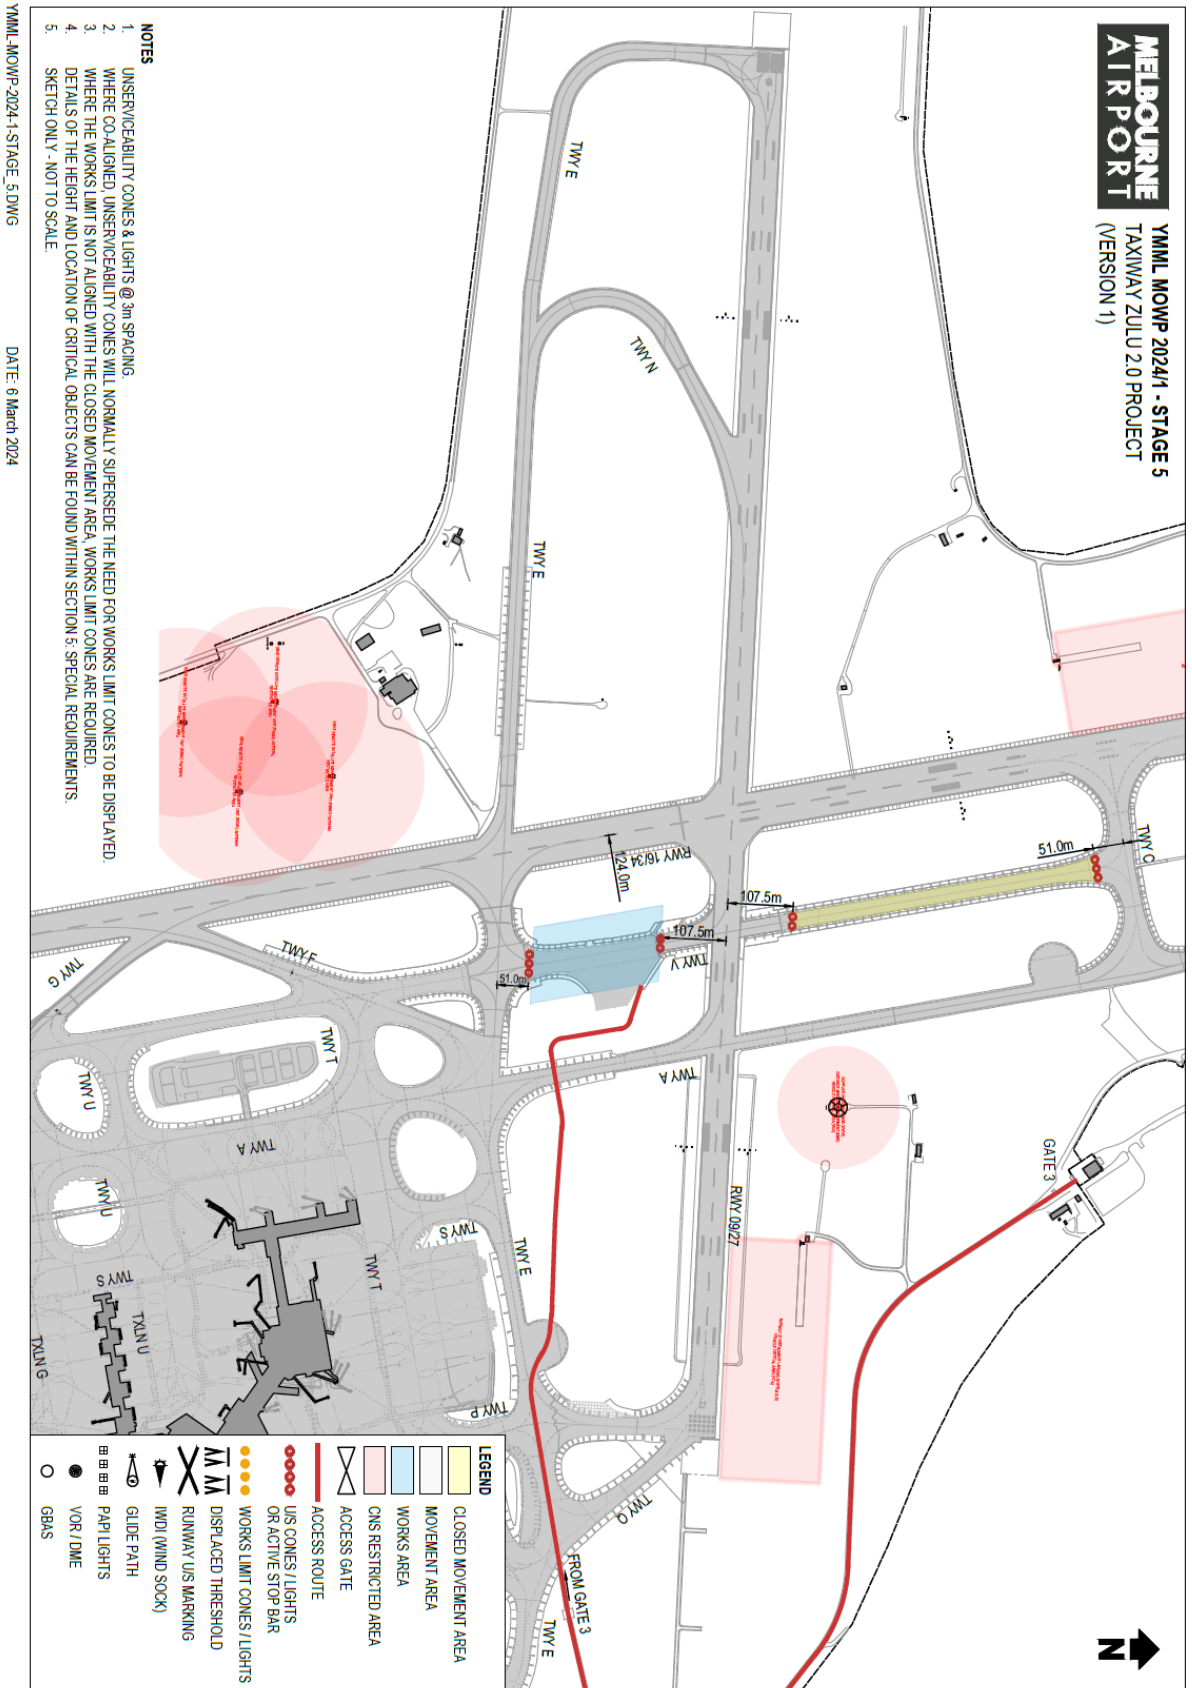 MELBOURNE
AIRPORT
YMML MOWP 2024/1 - STAGE 5
TAXIWAY ZULU 2.0 PROJECT
(VERSION 1)
N
TWY E
TWY N
TWY E
TWY C
51.0m
107.5m
RWY 16/34
124.0m
107.5m
TWY V
51.0m
TWY F
TWY G
TWY T
TWY U
TWY A
TWY A
GATE 3
RWY 09/27
TWY U
TWY S
TWY S
TWY E
TWY T
TXLN U
TXLN G
TWY P
TWY Q
FROM GATE 3
TWY E
LEGEND
CLOSED MOVEMENT AREA
MOVEMENT AREA
WORKS AREA
CNS RESTRICTED AREA
ACCESS GATE
ACCESS ROUTE
U/S CONES / LIGHTS
OR ACTIVE STOP BAR
WORKS LIMIT CONES / LIGHTS
DISPLACED THRESHOLD
RUNWAY U/S MARKING
IWDI (WIND SOCK)
GLIDE PATH
PAPI LIGHTS
VOR / DME
GBAS
NOTES
1. UNSERVICEABILITY CONES & LIGHTS @ 3m SPACING.
2. WHERE CO-ALIGNED, UNSERVICEABILITY CONES WILL NORMALLY SUPERSEDE THE NEED FOR WORKS LIMIT CONES TO BE DISPLAYED.
3. WHERE THE WORKS LIMIT IS NOT ALIGNED WITH THE CLOSED MOVEMENT AREA, WORKS LIMIT CONES ARE REQUIRED.
4. DETAILS OF THE HEIGHT AND LOCATION OF CRITICAL OBJECTS CAN BE FOUND WITHIN SECTION 5: SPECIAL REQUIREMENTS.
5. SKETCH ONLY - NOT TO SCALE.
YMML-MOWP-2024-1-STAGE_5.DWG
DATE: 6 March 2024